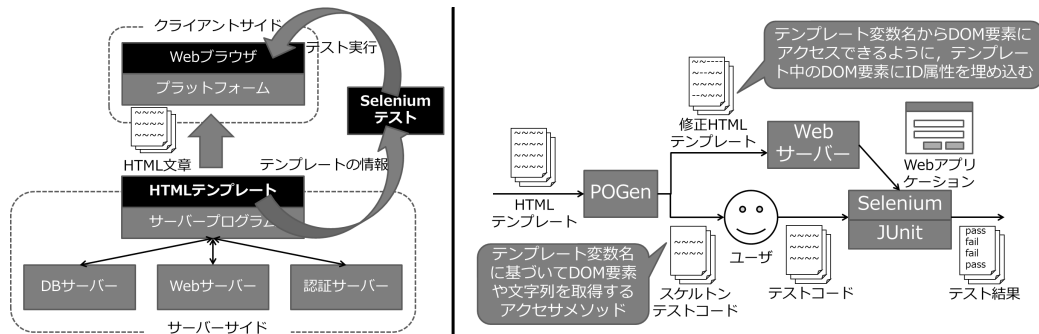 クライアントサイド
Webブラウザ
プラットフォーム
テスト実行
Selenium
テスト
HTML文章
テンプレートの情報
HTMLテンプレート
サーバープログラム
DBサーバー
Webサーバー
認証サーバー
サーバーサイド
テンプレート変数名からDOM要素に
アクセスできるように，テンプレー
ト中のDOM要素にID属性を埋め込む
修正HTML
テンプレート
Web
サーバー
Webアプリ
ケーション
HTML
テンプレート
POGen
Selenium
JUnit
テンプレート変数名
に基づいてDOM要素
や文字列を取得する
アクセサメソッド
スケルトン
テストコード
ユーザ
テストコード
pass
fail
fail
pass
テスト結果